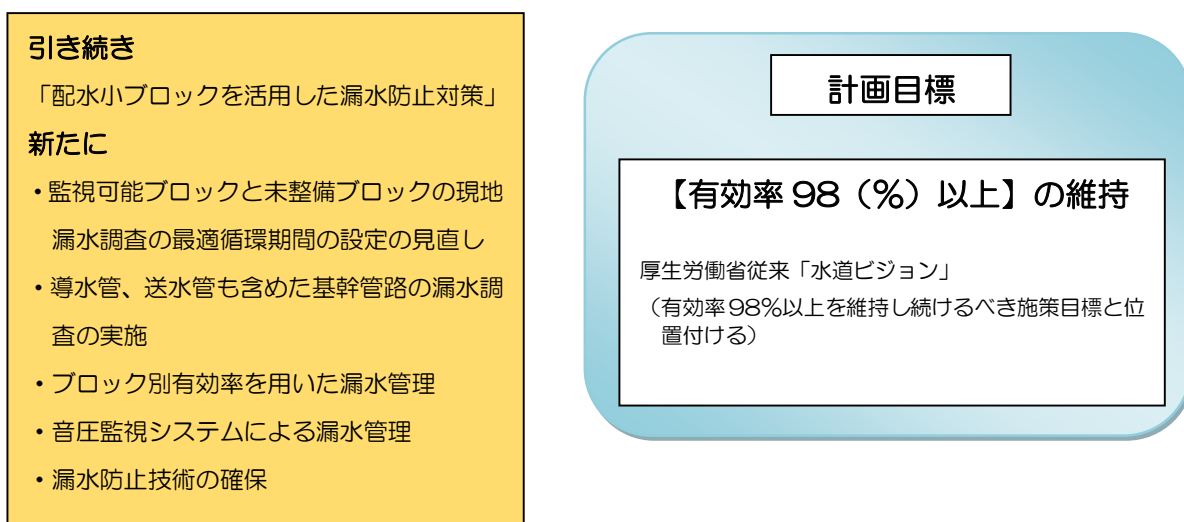 引き続き
「配水小ブロックを活用した漏水防止対策」
新たに
・監視可能ブロックと未整備ブロックの現地
漏水調査の最適循環期間の設定の見直し
・導水管、送水管も含めた基幹管路の漏水調
査の実施
・ブロック別有効率を用いた漏水管理
・音圧監視システムによる漏水管理
・漏水防止技術の確保
計画目標
【有効率 98（%）以上】の維持
厚生労働省従来「水道ビジョン」
（有効率 98%以上を維持し続けるべき施策目標と位
置付ける）